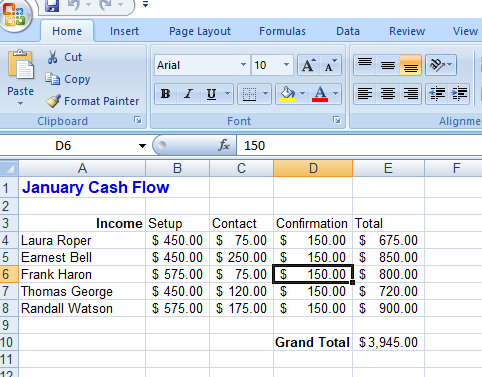 Home Insert Page Layout Formulas Data Review View
Cut
Arial 10 A A
Copy
Paste
Format Painter
B I U A
Clipboard Font Alignme
D6 fx 150
A B C D E F
1 January Cash Flow
2
3 Income Setup Contact Confirmation Total
4 Laura Roper $ 450.00 $ 75.00 $ 150.00 $ 675.00
5 Earnest Bell $ 450.00 $ 250.00 $ 150.00 $ 850.00
6 Frank Haron $ 575.00 $ 75.00 $ 150.00 $ 800.00
7 Thomas George $ 450.00 $ 120.00 $ 150.00 $ 720.00
8 Randall Watson $ 575.00 $ 175.00 $ 150.00 $ 900.00
9
10 Grand Total $3,945.00
11
12